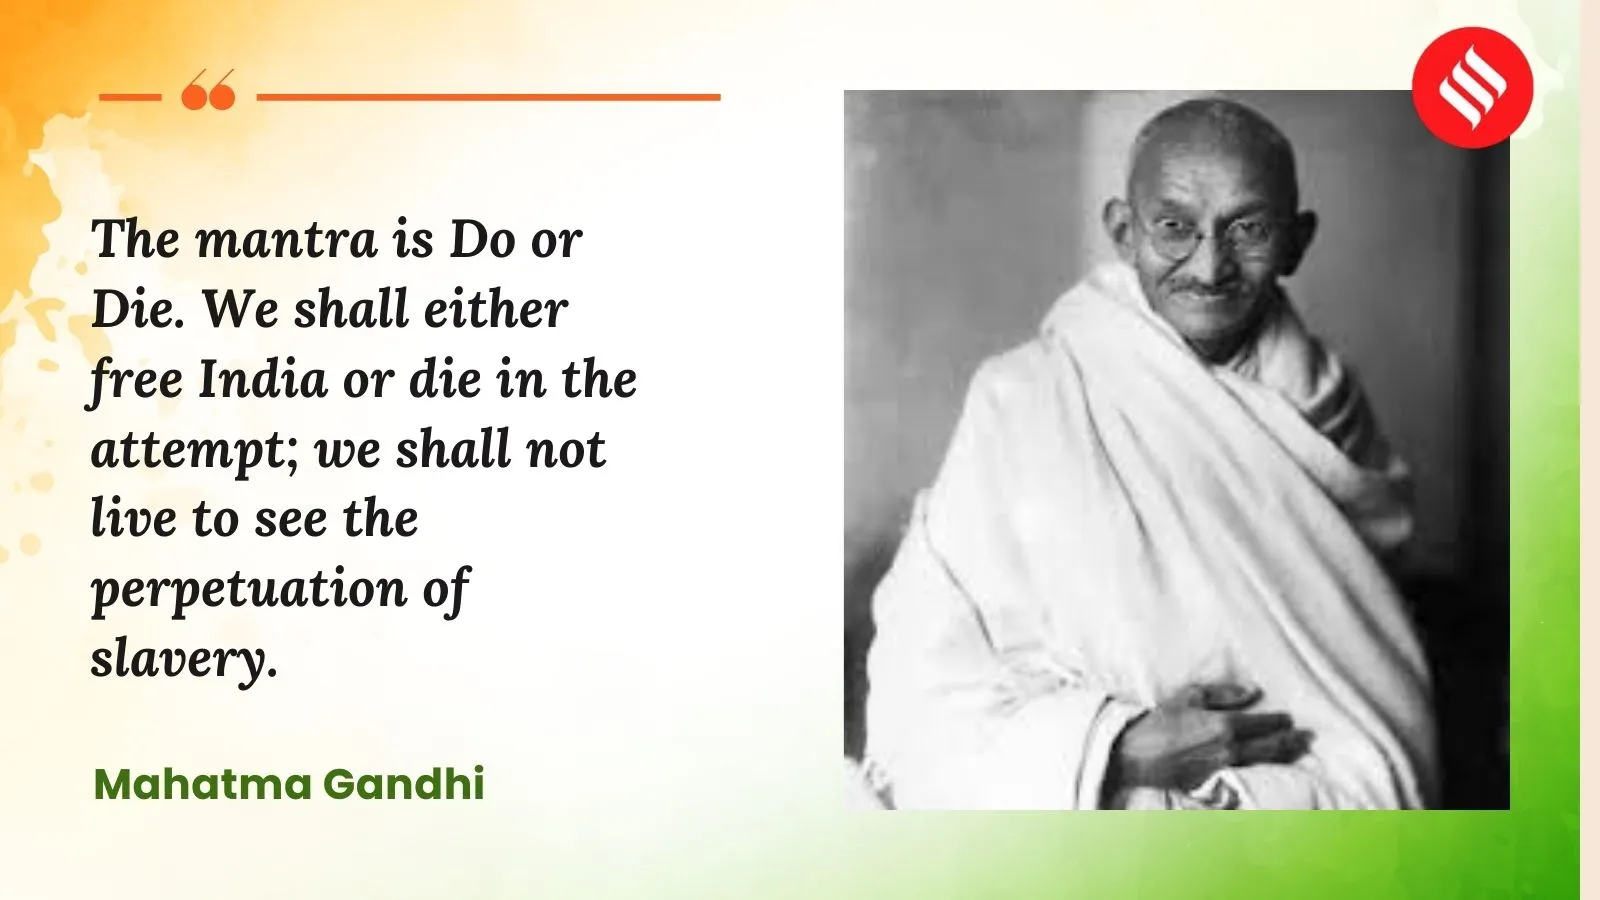 The mantra is Do or
Die. We shall either
free India or die in the
attempt; we shall not
live to see the
perpetuation of
slavery.
Mahatma Gandhi